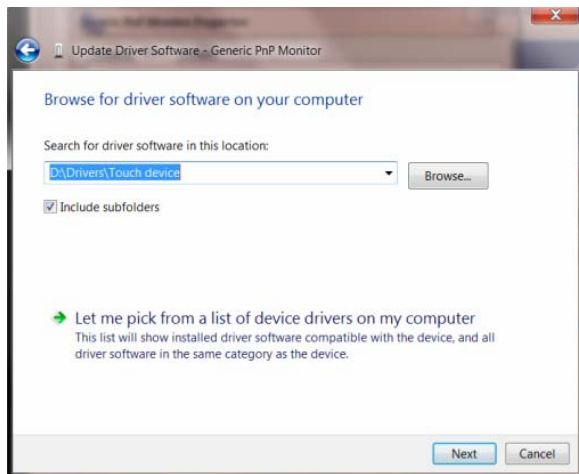 Update Driver Software - Generic PnP Monitor
Browse for driver software on your computer
Search for driver software in this location:
D:\Drivers\Touch device
Browse...
Include subfolders
Let me pick from a list of device drivers on my computer
This list will show installed driver software compatible with the device, and all
driver software in the same category as the device.
Next
Cancel